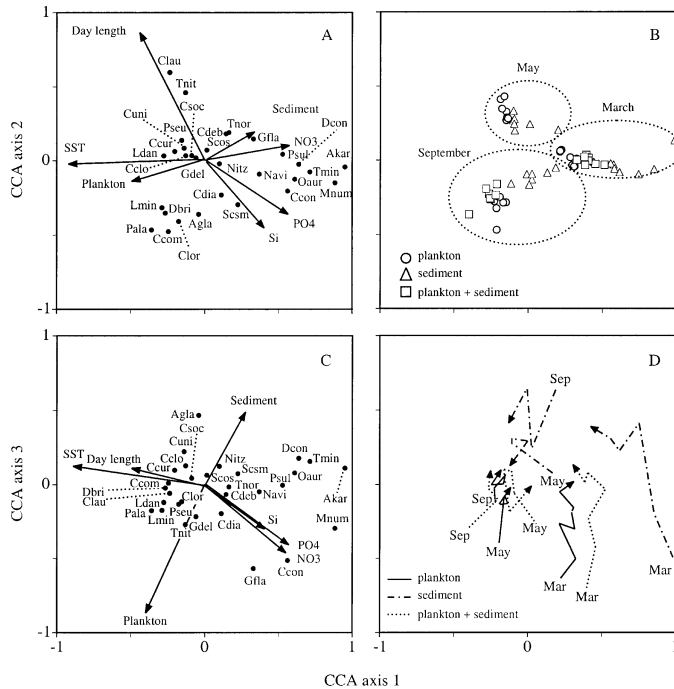 1
A
Day length
Clau
Tnit
Csoc
Cuni
Sediment
Dcon
Tnor
Pseu
Cdeb
Gfla
NO3
Ccur
Scos
Psul
Akar
SST
Ldan
Cclo
Nitz
Navi
Tmin
Plankton
Gdel
Oaur
Cdia
Ccon
Mnum
Lmin
Dbri
Scsm
Pala
Agla
PO4
Ccom
Si
Clor
CCA axis 2
0
-1
B
May
March
September
plankton
sediment
plankton + sediment
1
C
Agla
Sediment
Csoc
Cuni
SST
Cclo
Nitz
Dcon
Day length
Ccur
Scsm
Ccom
Scos
Psul
Oaur
Tmin
Dbri
Clor
Tnor
Navi
Clau
Cdeb
Akar
Ldan
Pseu
Pala
Lmin
Gdel
Cdia
Si
Mnum
Tnit
PO4
NO3
Ccon
Gfla
Plankton
CCA axis 3
0
-1
-1 0 1
D
Sep
Sep
May
Sep
May
May
Mar
Mar
Mar
plankton
sediment
plankton + sediment
0 1
CCA axis 1